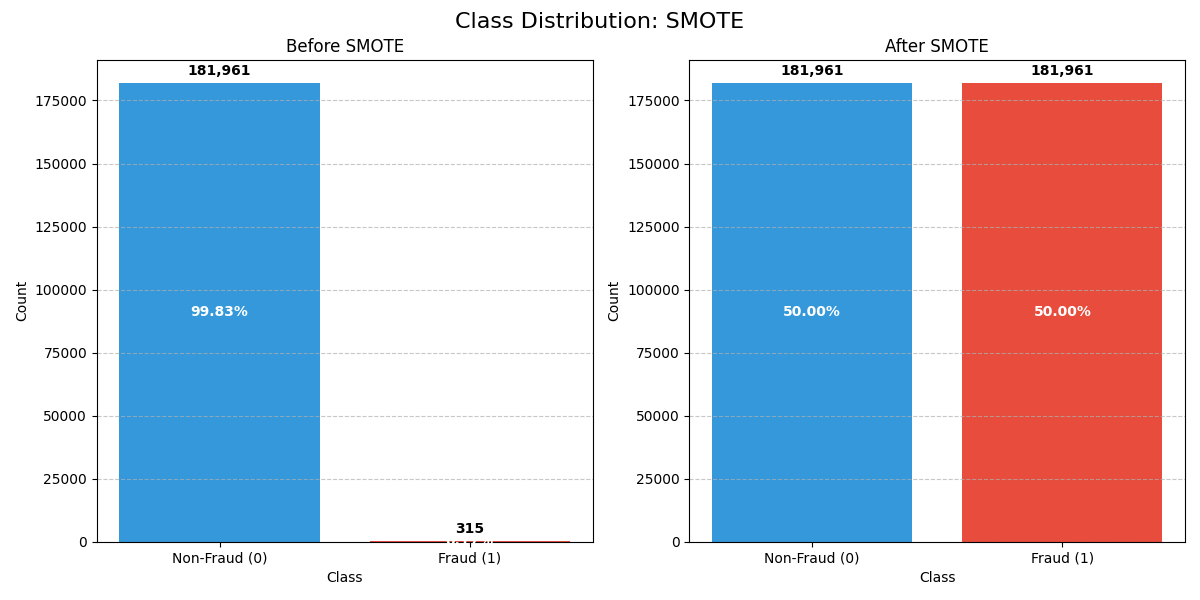 Class Distribution: SMOTE
Before SMOTE
181,961
175000
150000
125000
100000
75000
50000
25000
0
Count
99.83%
315
Non-Fraud (0)
Fraud (1)
Class
After SMOTE
181,961
181,961
175000
150000
125000
100000
75000
50000
25000
0
Count
50.00%
50.00%
Non-Fraud (0)
Fraud (1)
Class